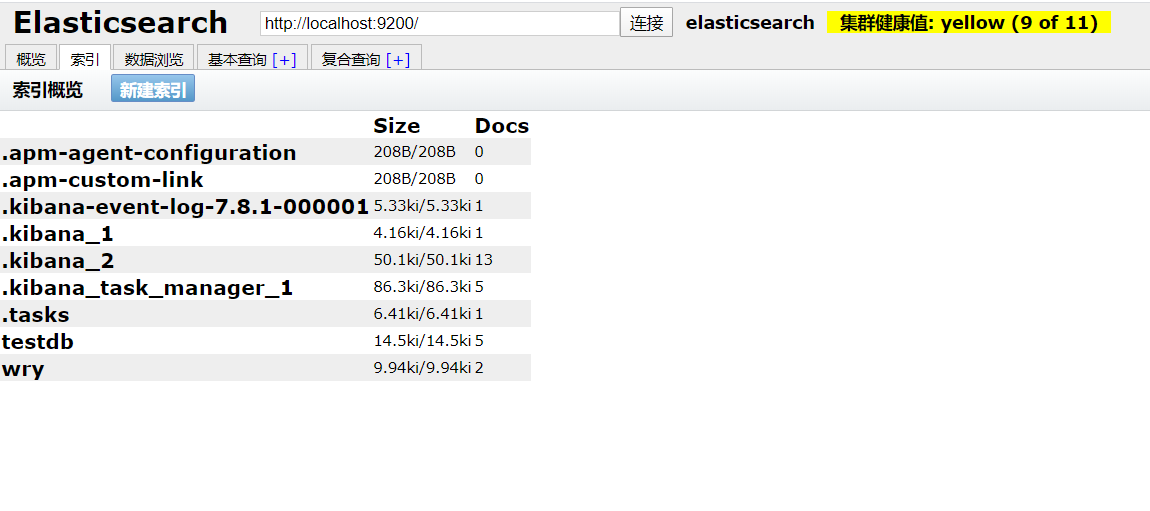 Elasticsearch http://localhost:9200/ 连接 elasticsearch 集群健康值: yellow (9 of 11)
概览 索引 数据浏览 基本查询 [+] 复合查询 [+]
索引概览 新建索引
Size Docs
.apm-agent-configuration 208B/208B 0
.apm-custom-link 208B/208B 0
.kibana-event-log-7.8.1-000001 5.33ki/5.33ki 1
.kibana_1 4.16ki/4.16ki 1
.kibana_2 50.1ki/50.1ki 13
.kibana_task_manager_1 86.3ki/86.3ki 5
.tasks 6.41ki/6.41ki 1
testdb 14.5ki/14.5ki 5
wry 9.94ki/9.94ki 2